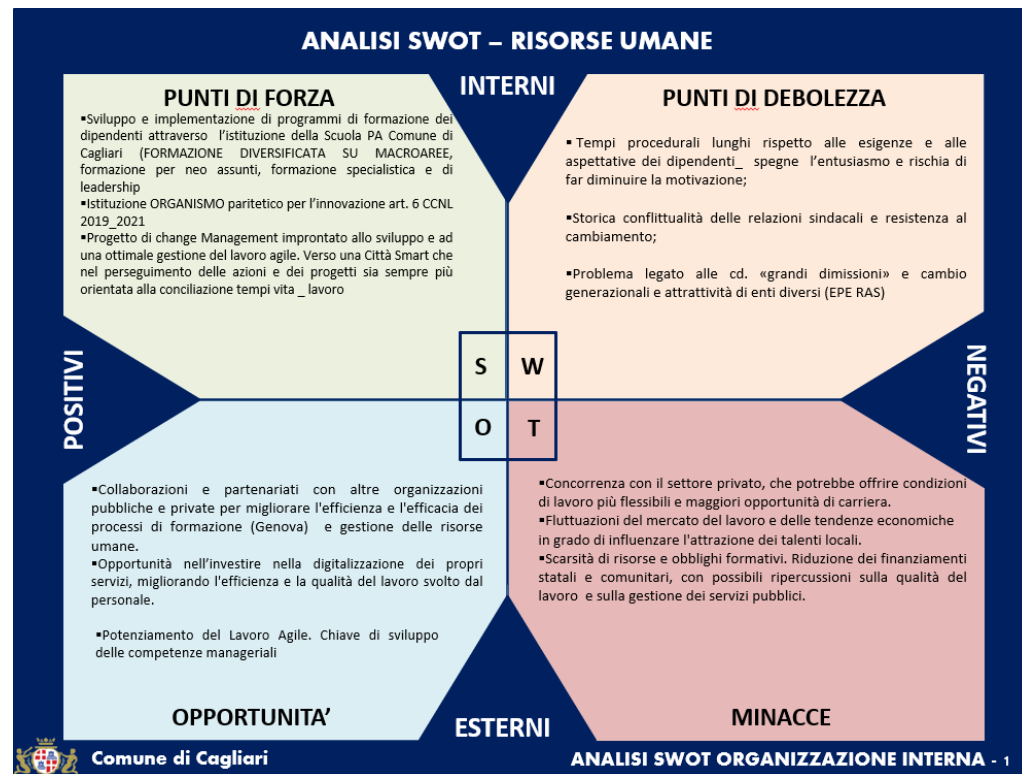 ANALISI SWOT – RISORSE UMANE
INTERNI
PUNTI DI FORZA
▪Sviluppo e implementazione di programmi di formazione dei
dipendenti attraverso l’istituzione della Scuola PA Comune di
Cagliari (FORMAZIONE DIVERSIFICATA SU MACROAREE,
formazione per neo assunti, formazione specialistica e di
leadership
▪Istituzione ORGANISMO paritetico per l’innovazione art. 6 CCNL
2019_2021
▪Progetto di change Management improntato allo sviluppo e ad
una ottimale gestione del lavoro agile. Verso una Città Smart che
nel perseguimento delle azioni e dei progetti sia sempre più
orientata alla conciliazione tempi vita _ lavoro
PUNTI DI DEBOLEZZA
▪ Tempi procedurali lunghi rispetto alle esigenze e alle
aspettative dei dipendenti_ spegne l’entusiasmo e rischia di
far diminuire la motivazione;
▪Storica conflittualità delle relazioni sindacali e resistenza al
cambiamento;
▪Problema legato alle cd. «grandi dimissioni» e cambio
generazionali e attrattività di enti diversi (EPE RAS)
POSITIVI
S
W
O
T
NEGATIVI
▪Collaborazioni e partenariati con altre organizzazioni
pubbliche e private per migliorare l'efficienza e l'efficacia dei
processi di formazione (Genova) e gestione delle risorse
umane.
▪Opportunità nell’investire nella digitalizzazione dei propri
servizi, migliorando l'efficienza e la qualità del lavoro svolto dal
personale.
▪Potenziamento del Lavoro Agile. Chiave di sviluppo
delle competenze manageriali
OPPORTUNITA’
▪Concorrenza con il settore privato, che potrebbe offrire condizioni
di lavoro più flessibili e maggiori opportunità di carriera.
▪Fluttuazioni del mercato del lavoro e delle tendenze economiche
in grado di influenzare l'attrazione dei talenti locali.
▪Scarsità di risorse e obblighi formativi. Riduzione dei finanziamenti
statali e comunitari, con possibili ripercussioni sulla qualità del
lavoro e sulla gestione dei servizi pubblici.
MINACCE
ESTERNI
Comune di Cagliari
ANALISI SWOT ORGANIZZAZIONE INTERNA - 1